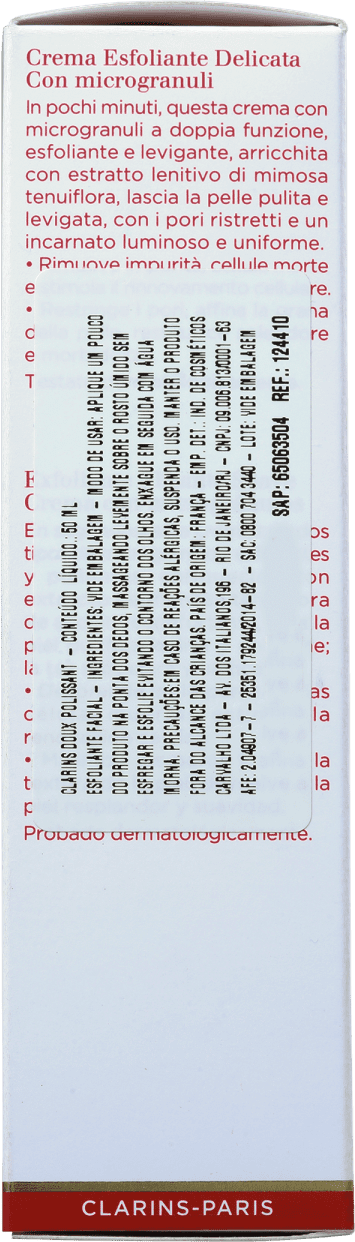 Crema Esfoliante Delicata
Con microgranuli
In pochi minuti, questa crema con
microgranuli a doppia funzione,
esfoliante e levigante, arricchita
con estratto lenitivo di mimosa
tenuiflora, lascia la pelle pulita e
levigata, con i pori ristretti e un
incarnato luminoso e uniforme.
• Rimuove impurità, cellule morte
CLARINS DOUX POLISSANT - CONTEÚDO LÍQUIDO.: 50 ML
ESFOLIANTE FACIAL - INGREDIENTES: VIDE EMBALAGEM - MODO DE USAR: APLIQUE UM POUCO
DO PRODUTO NA PONTA DOS DEDOS, MASSAGEANDO LEVEMENTE SOBRE O ROSTO ÚMIDO SEM
ESFREGAR E ESFOLIE EVITANDO O CONTORNO DOS OLHOS. ENXAGUE EM SEGUIDA COM ÁGUA
MORNA. PRECAUÇÕES:EM CASO DE REAÇÕES ALÉRGICAS, SUSPENDA O USO. MANTER O PRODUTO
FORA DO ALCANCE DAS CRIANÇAS. PAÍS DE ORIGEM: FRANÇA - EMP. DET.: IND. DE COSMÉTICOS
CARVALHO LTDA - AV. DOS ITALIANOS,196 - RIO DE JANEIRO/RJ - CNPJ: 09.006.813/0001-63
AFE: 2.04907-7 - 25351.179244/2014-82 - SAC: 0800 704 3440 - LOTE: VIDE EMBALAGEM
SAP: 65063504 REF.: 124410
Probado dermatológicamente.
CLARINS-PARIS